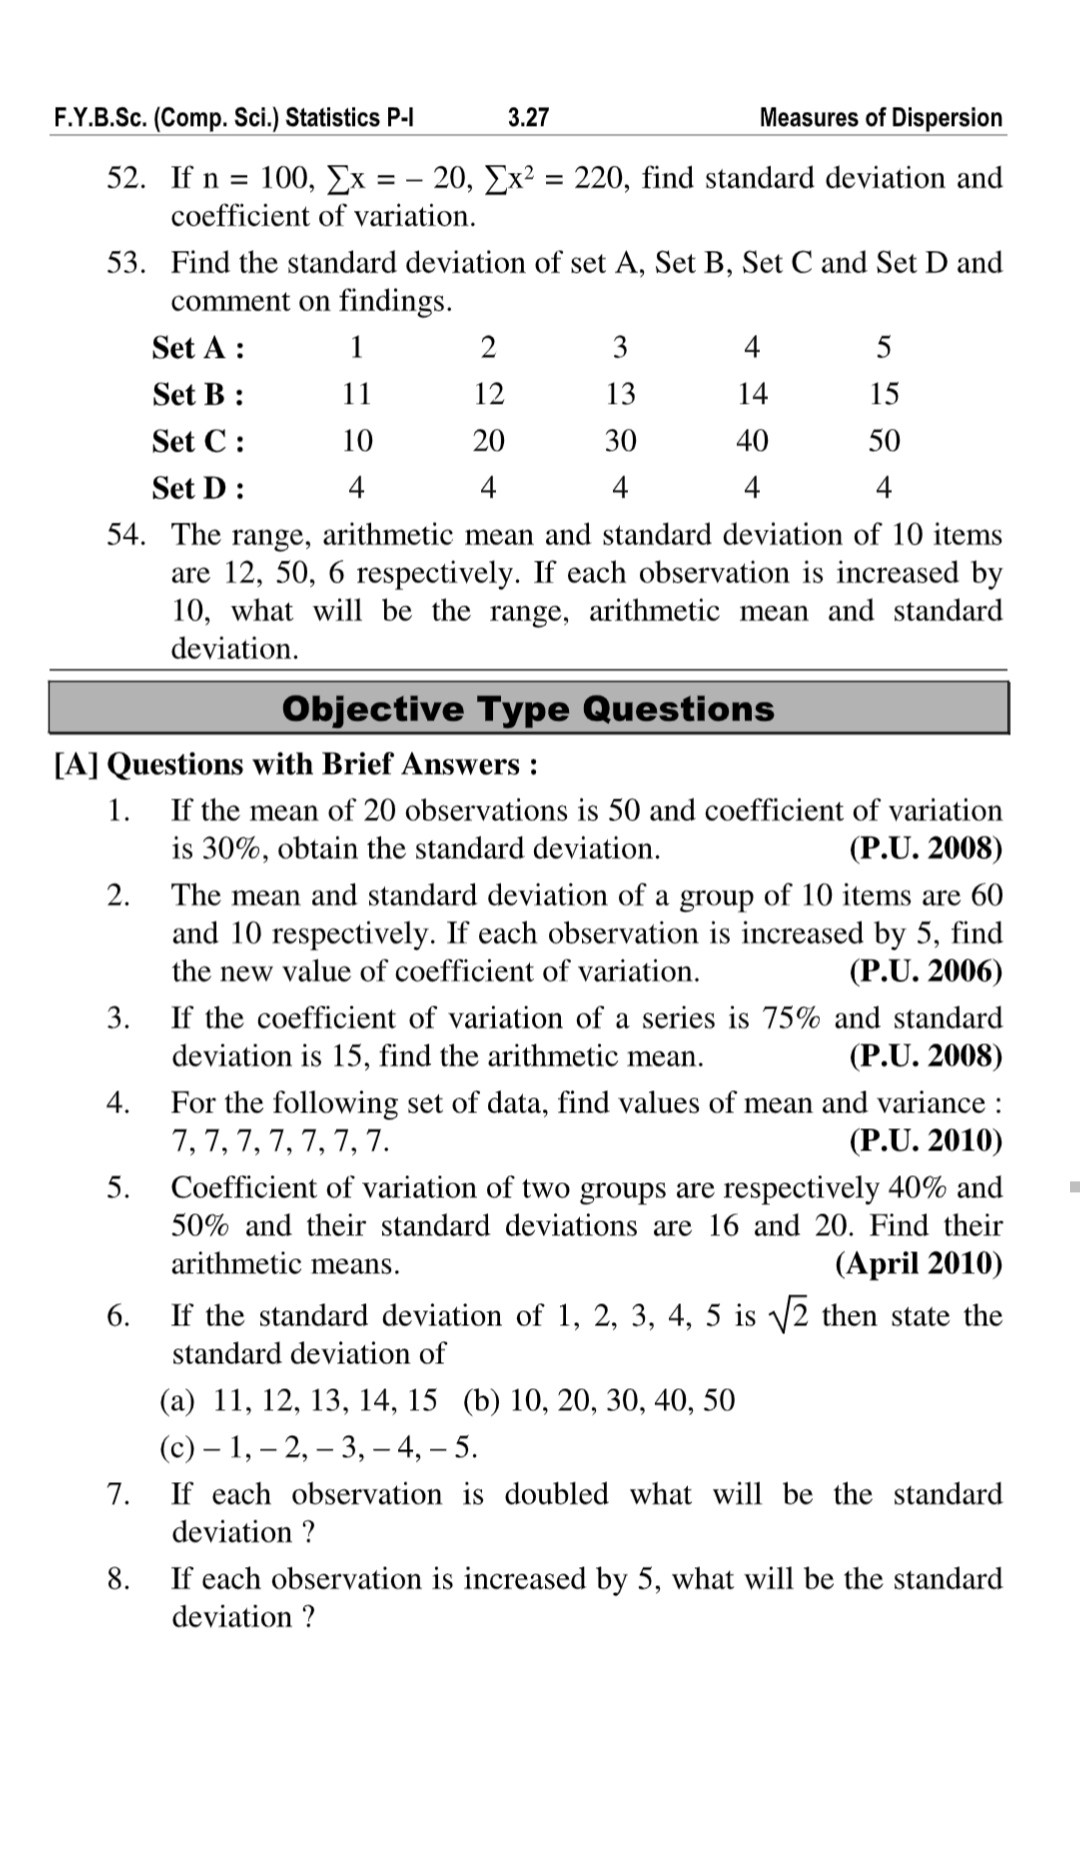 F.Y.B.Sc. (Comp. Sci.) Statistics P-I 3.27 Measures of Dispersion
52. If n = 100, ∑x = – 20, ∑x² = 220, find standard deviation and
coefficient of variation.
53. Find the standard deviation of set A, Set B, Set C and Set D and
comment on findings.
Set A : 1 2 3 4 5
Set B : 11 12 13 14 15
Set C : 10 20 30 40 50
Set D : 4 4 4 4 4
54. The range, arithmetic mean and standard deviation of 10 items
are 12, 50, 6 respectively. If each observation is increased by
10, what will be the range, arithmetic mean and standard
deviation.
Objective Type Questions
[A] Questions with Brief Answers :
1. If the mean of 20 observations is 50 and coefficient of variation
is 30%, obtain the standard deviation. (P.U. 2008)
2. The mean and standard deviation of a group of 10 items are 60
and 10 respectively. If each observation is increased by 5, find
the new value of coefficient of variation. (P.U. 2006)
3. If the coefficient of variation of a series is 75% and standard
deviation is 15, find the arithmetic mean. (P.U. 2008)
4. For the following set of data, find values of mean and variance :
7, 7, 7, 7, 7, 7, 7. (P.U. 2010)
5. Coefficient of variation of two groups are respectively 40% and
50% and their standard deviations are 16 and 20. Find their
arithmetic means. (April 2010)
6. If the standard deviation of 1, 2, 3, 4, 5 is √2 then state the
standard deviation of
(a) 11, 12, 13, 14, 15 (b) 10, 20, 30, 40, 50
(c) – 1, – 2, – 3, – 4, – 5.
7. If each observation is doubled what will be the standard
deviation ?
8. If each observation is increased by 5, what will be the standard
deviation ?